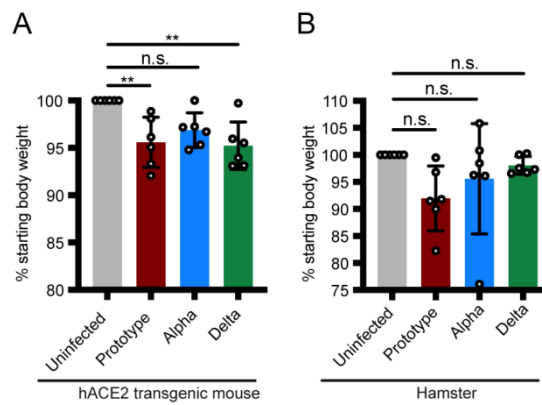 A
**
n.s.
**
% starting body weight
100
95
90
85
80
Uninfected
Prototype
Alpha
Delta
hACE2 transgenic mouse
B
n.s.
n.s.
n.s.
% starting body weight
110
105
100
95
90
85
80
75
Uninfected
Prototype
Alpha
Delta
Hamster